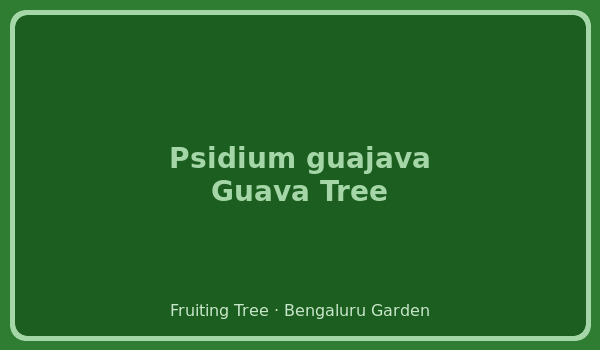 Psidium guajava
Guava Tree
Fruiting Tree · Bengaluru Garden